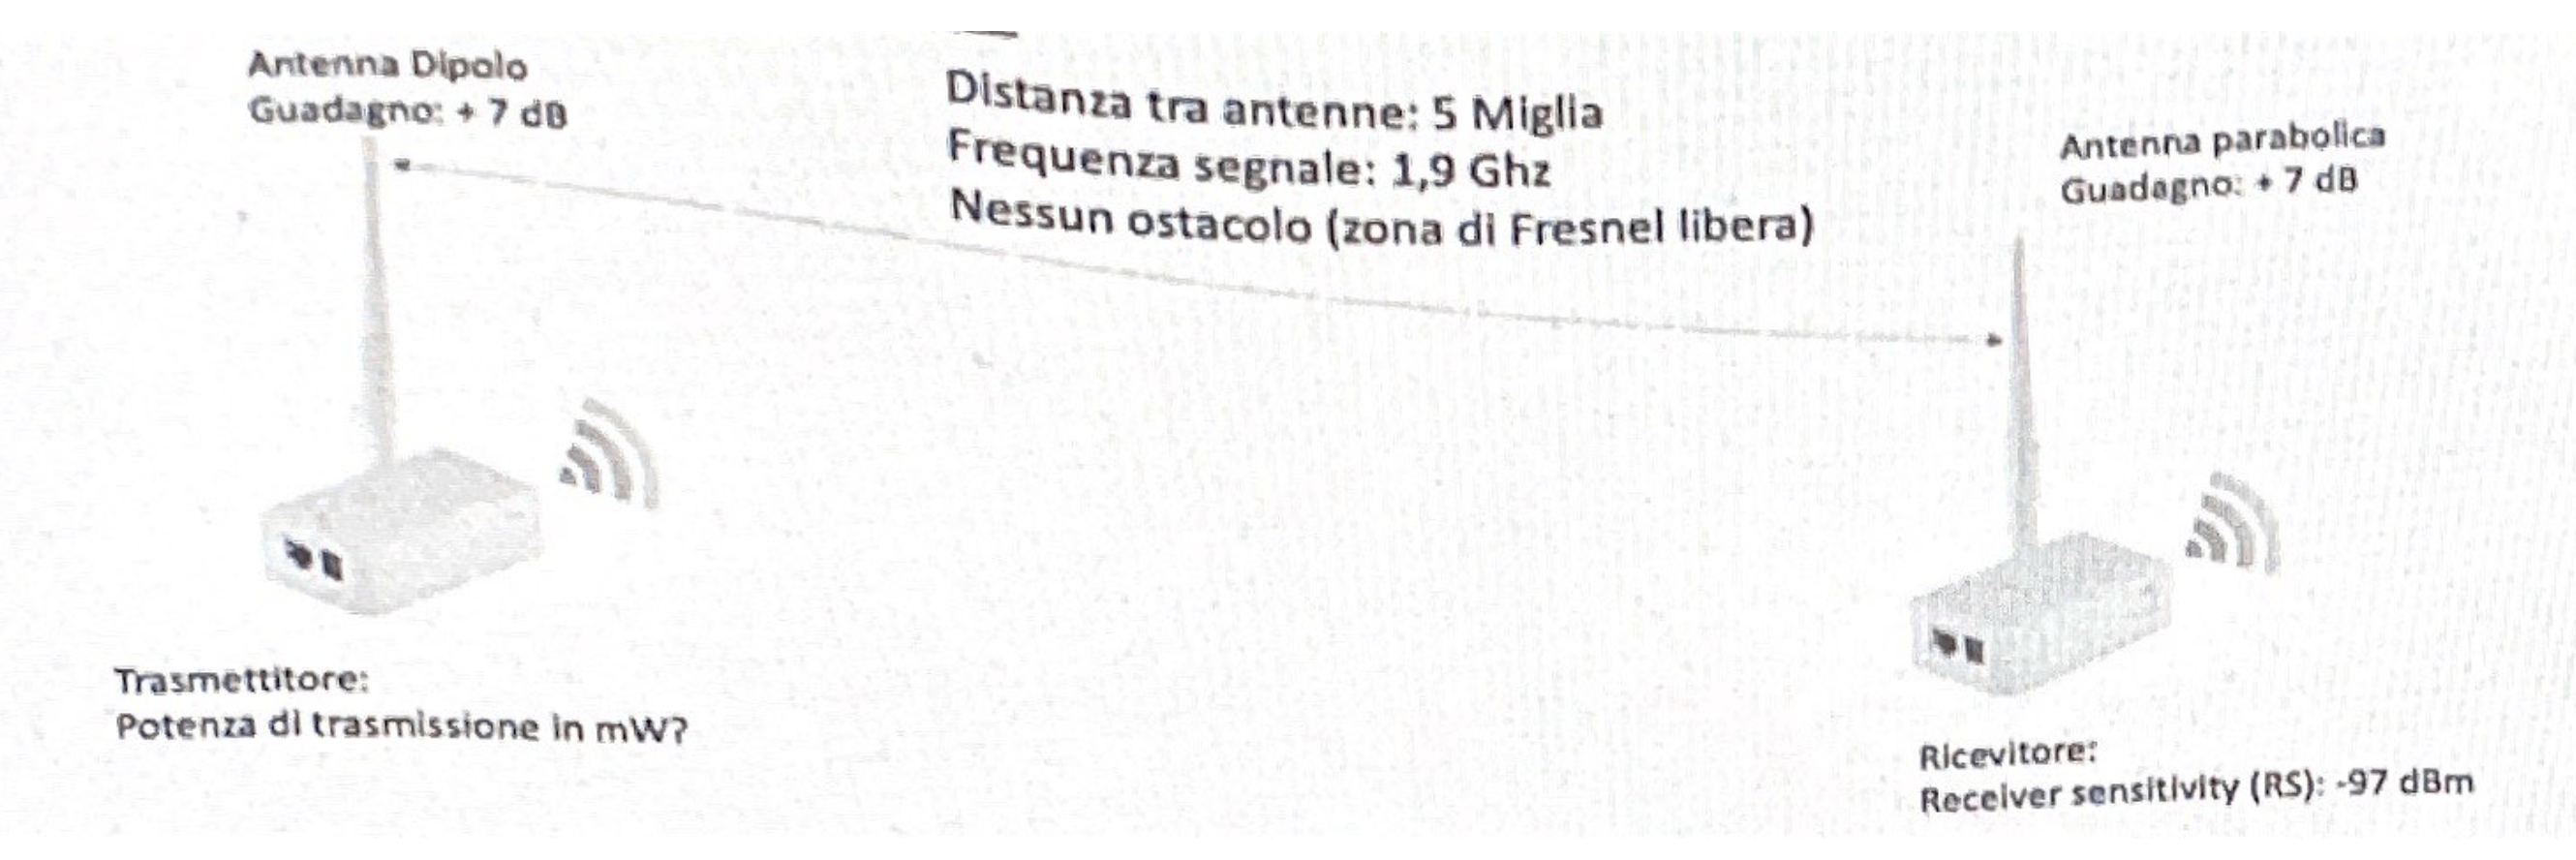 Antenna Dipolo
Guadagno: + 7 dB
Distanza tra antenne: 5 Miglia
Frequenza segnale: 1,9 Ghz
Nessun ostacolo (zona di Fresnel libera)
Antenna parabolica
Guadagno: + 7 dB
Trasmettitore:
Potenza di trasmissione in mW?
Ricevitore:
Receiver sensitivity (RS): -97 dBm